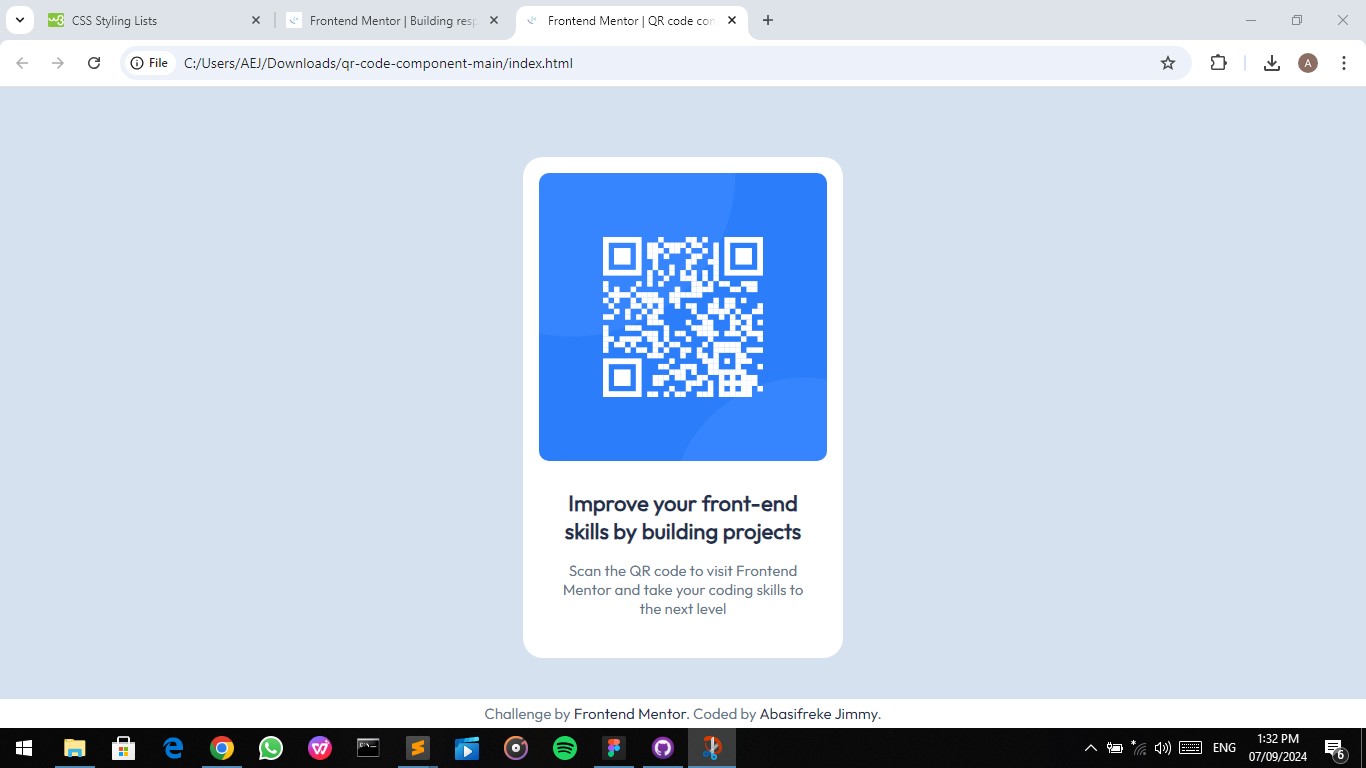 CSS Styling Lists
Frontend Mentor | Building resp
Frontend Mentor | QR code com
File
C:/Users/AEJ/Downloads/qr-code-component-main/index.html
A
Improve your front-end
skills by building projects
Scan the QR code to visit Frontend
Mentor and take your coding skills to
the next level
Challenge by Frontend Mentor. Coded by Abasifreke Jimmy.
ENG
1:32 PM
07/09/2024
6